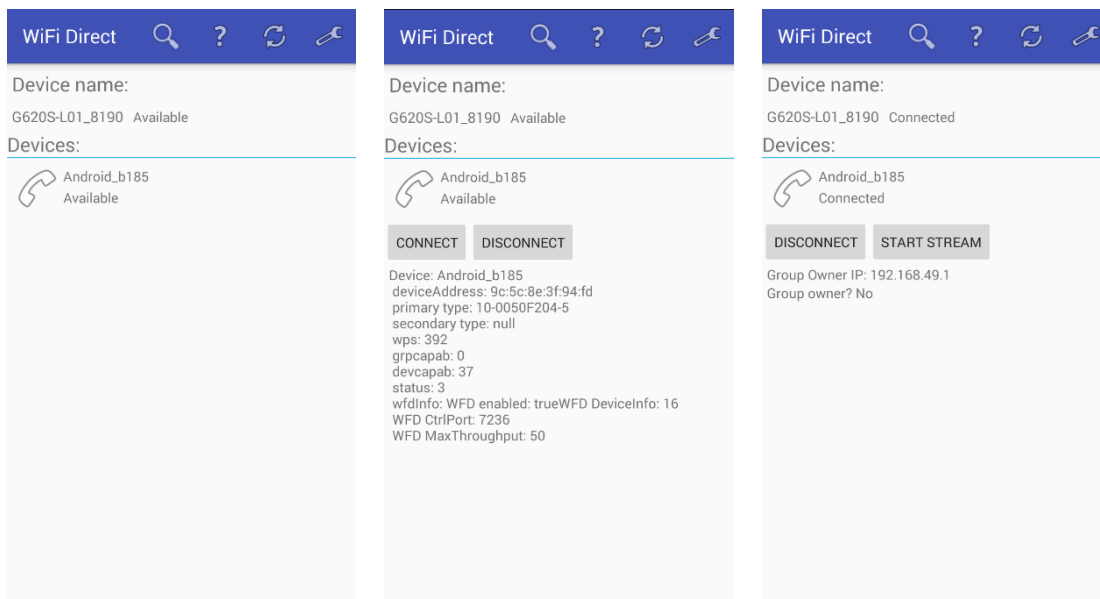 WiFi Direct ?
Device name:
G620S-L01_8190 Available
Devices:
Android_b185
Available
WiFi Direct ?
Device name:
G620S-L01_8190 Available
Devices:
Android_b185
Available
CONNECT DISCONNECT
Device: Android_b185
deviceAddress: 9c:5c:8e:3f:94:fd
primary type: 10-0050F204-5
secondary type: null
wps: 392
grpcapab: 0
devcapab: 37
status: 3
wfdInfo: WFD enabled: trueWFD DeviceInfo: 16
WFD CtrlPort: 7236
WFD MaxThroughput: 50
WiFi Direct ?
Device name:
G620S-L01_8190 Connected
Devices:
Android_b185
Connected
DISCONNECT START STREAM
Group Owner IP: 192.168.49.1
Group owner? No